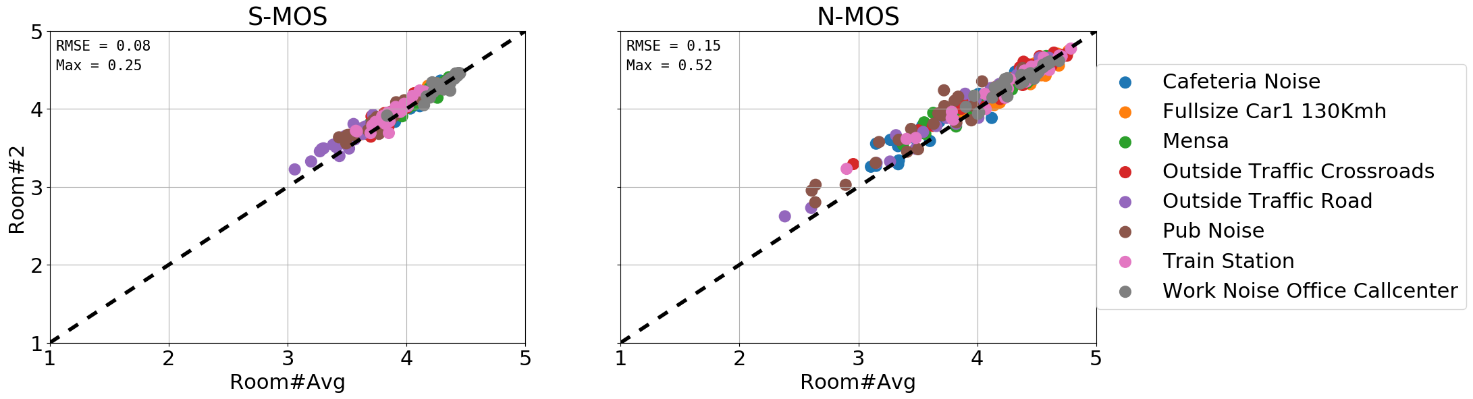 S-MOS
RMSE = 0.08
Max = 0.25
5
4
3
2
1
Room#2
1 2 3 4 5
Room#Avg
N-MOS
RMSE = 0.15
Max = 0.52
1 2 3 4 5
Room#Avg
Cafeteria Noise
Fullsize Car1 130Kmh
Mensa
Outside Traffic Crossroads
Outside Traffic Road
Pub Noise
Train Station
Work Noise Office Callcenter